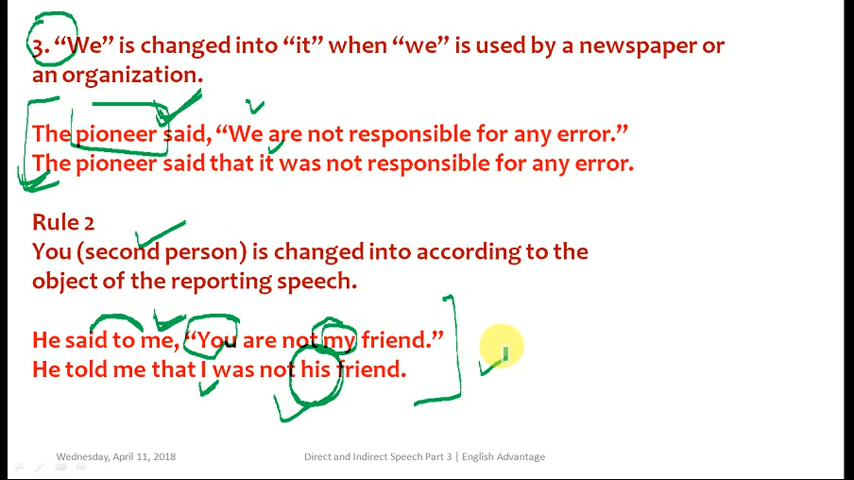 3. “We” is changed into “it” when “we” is used by a newspaper or
an organization.
The pioneer said, “We are not responsible for any error.”
The pioneer said that it was not responsible for any error.
Rule 2
You (second person) is changed into according to the
object of the reporting speech.
He said to me, “You are not my friend.”
He told me that I was not his friend.
Wednesday, April 11, 2018
Direct and Indirect Speech Part 3 | English Advantage